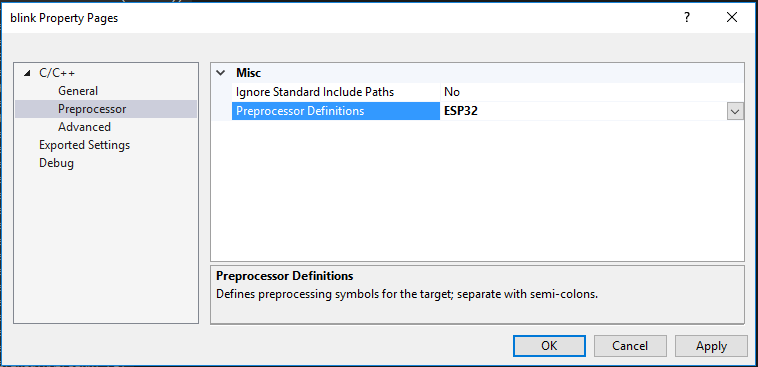 blink Property Pages
?
C/C++
General
Preprocessor
Advanced
Exported Settings
Debug
Misc
Ignore Standard Include Paths No
Preprocessor Definitions ESP32
Preprocessor Definitions
Defines preprocessing symbols for the target; separate with semi-colons.
OK Cancel Apply